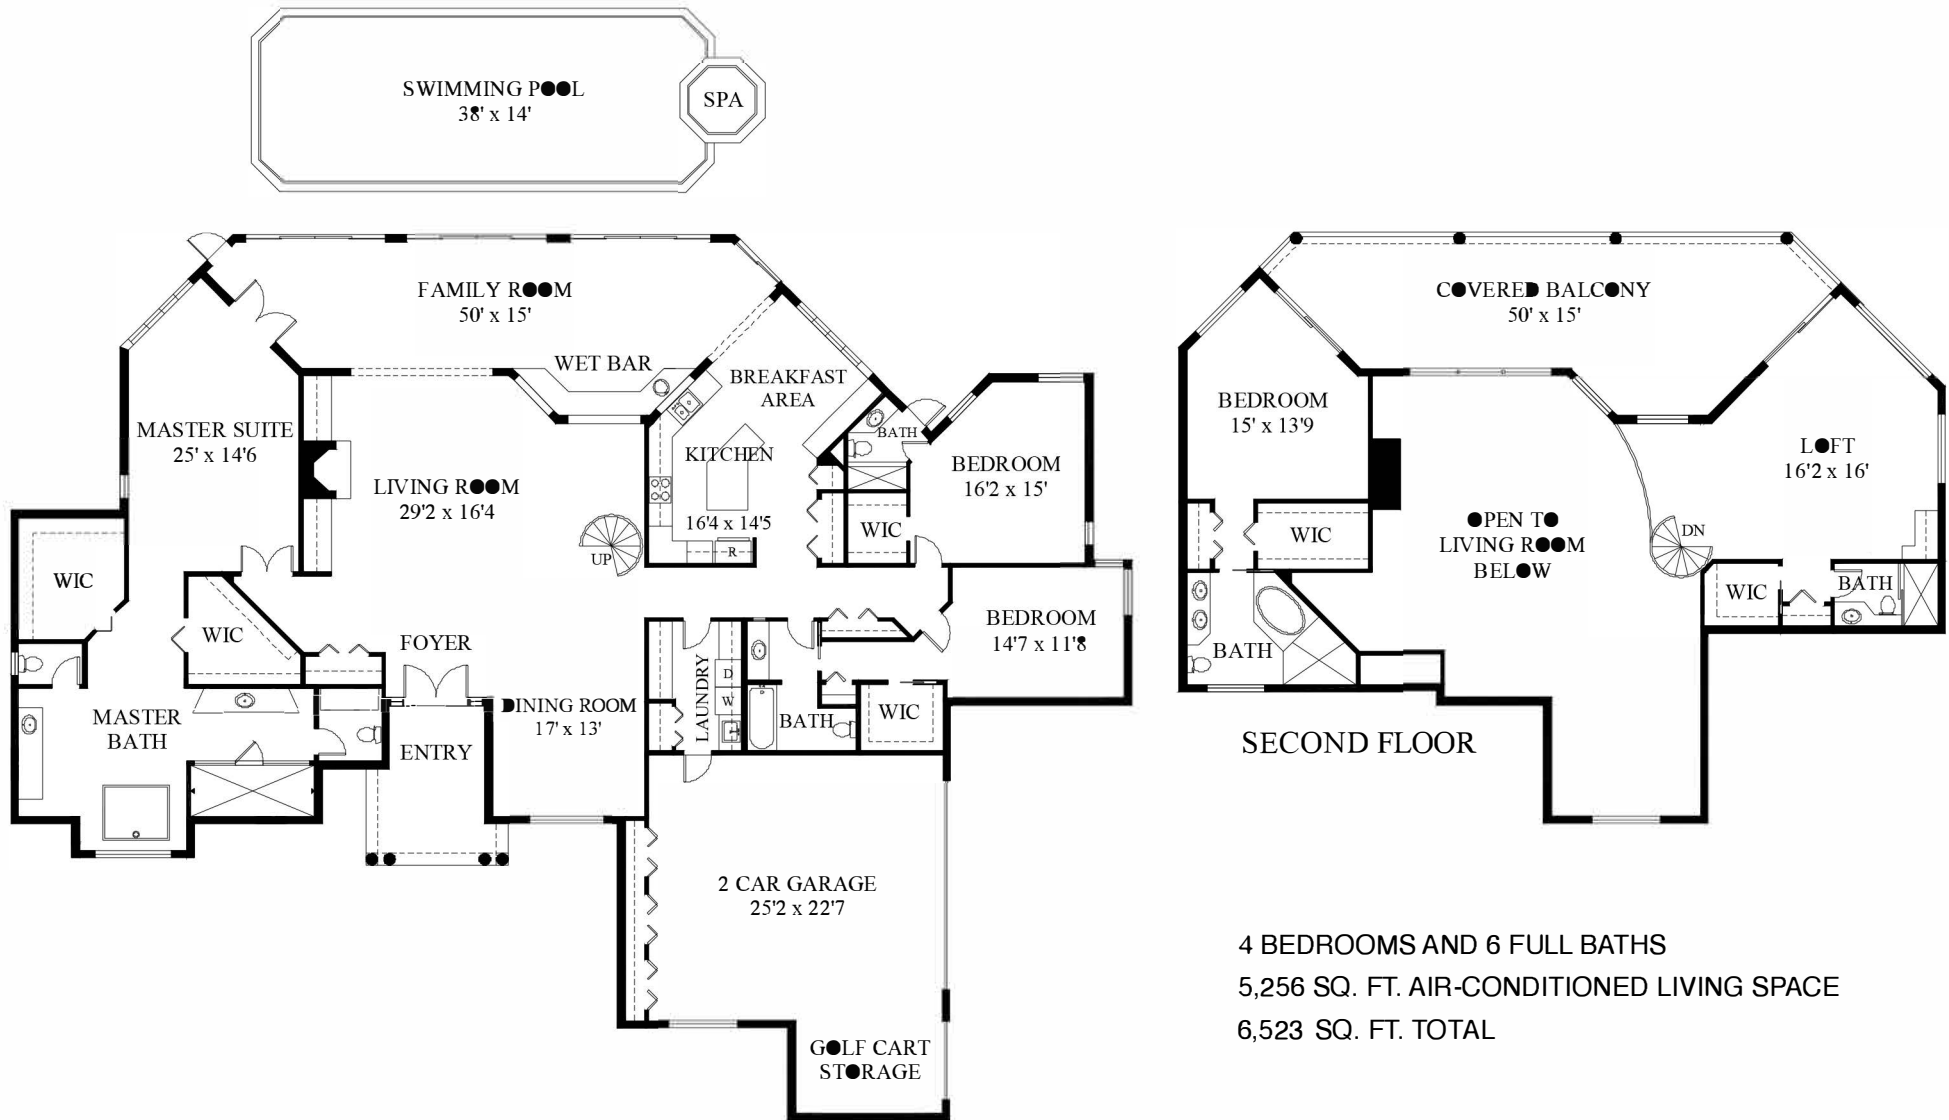 SWIMMING POOL
38' x 14'
SPA
FAMILY ROOM
50' x 15'
WET BAR
BREAKFAST
AREA
MASTER SUITE
25' x 14'6
LIVING ROOM
29'2 x 16'4
KITCHEN
16'4 x 14'5
R
UP
BATH
BEDROOM
16'2 x 15'
WIC
WIC
WIC
FOYER
BEDROOM
14'7 x 11'8
LAUNDRY
D
W
DINING ROOM
17' x 13'
BATH
WIC
MASTER
BATH
ENTRY
2 CAR GARAGE
25'2 x 22'7
GOLF CART
STORAGE
COVERED BALCONY
50' x 15'
BEDROOM
15' x 13'9
LOFT
16'2 x 16'
WIC
OPEN TO
LIVING ROOM
BELOW
DN
WIC
BATH
BATH
SECOND FLOOR
4 BEDROOMS AND 6 FULL BATHS
5,256 SQ. FT. AIR-CONDITIONED LIVING SPACE
6,523 SQ. FT. TOTAL